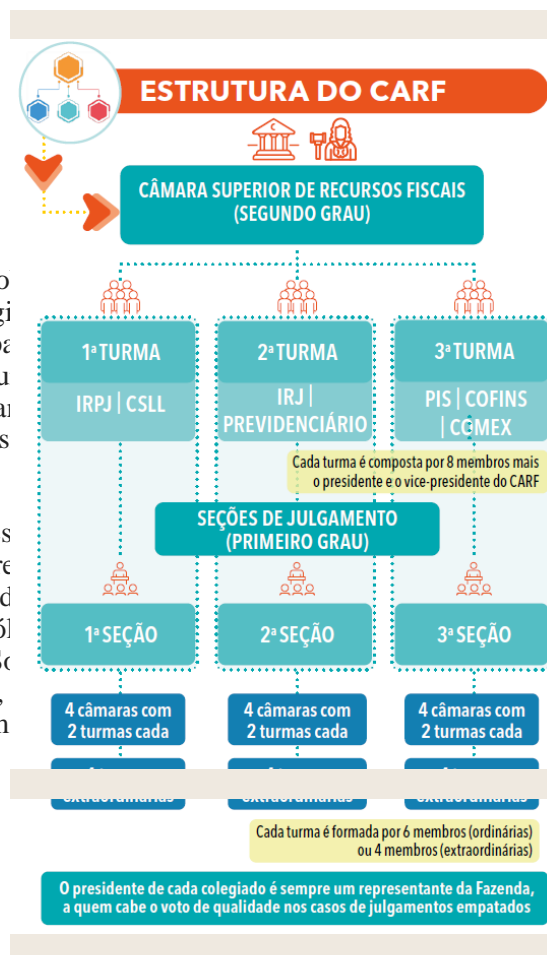 ESTRUTURA DO CARF
CÂMARA SUPERIOR DE RECURSOS FISCAIS
(SEGUNDO GRAU)
1ª TURMA
IRPJ | CSLL
2ª TURMA
IRJ |
PREVIDENCIÁRIO
3ª TURMA
PIS | COFINS
| COMEX
Cada turma é composta por 8 membros mais
o presidente e o vice-presidente do CARF
SEÇÕES DE JULGAMENTO
(PRIMEIRO GRAU)
1ª SEÇÃO
2ª SEÇÃO
3ª SEÇÃO
4 câmaras com
2 turmas cada
4 câmaras com
2 turmas cada
4 câmaras com
2 turmas cada
extraordinárias
extraordinárias
extraordinárias
Cada turma é formada por 6 membros (ordinárias)
ou 4 membros (extraordinárias)
O presidente de cada colegiado é sempre um representante da Fazenda,
a quem cabe o voto de qualidade nos casos de julgamentos empatados